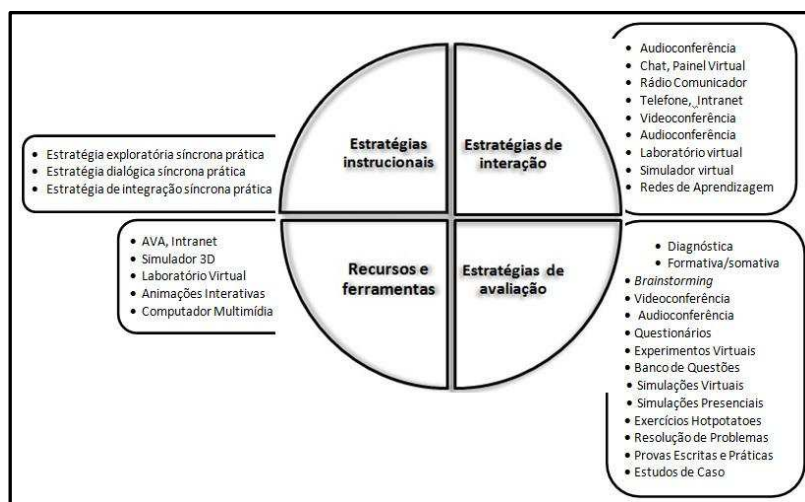 Estratégias
instrucionais
Estratégias de
interação
Recursos e
ferramentas
Estratégias de
avaliação
• Estratégia exploratória síncrona prática
• Estratégia dialógica síncrona prática
• Estratégia de integração síncrona prática
• Audioconferência
• Chat, Painel Virtual
• Rádio Comunicador
• Telefone, Intranet
• Videoconferência
• Audioconferência
• Laboratório virtual
• Simulador virtual
• Redes de Aprendizagem
• AVA, Intranet
• Simulador 3D
• Laboratório Virtual
• Animações Interativas
• Computador Multimídia
• Diagnóstica
• Formativa/somativa
• Brainstorming
• Videoconferência
• Audioconferência
• Questionários
• Experimentos Virtuais
• Banco de Questões
• Simulações Virtuais
• Simulações Presenciais
• Exercícios Hotpotatoes
• Resolução de Problemas
• Provas Escritas e Práticas
• Estudos de Caso